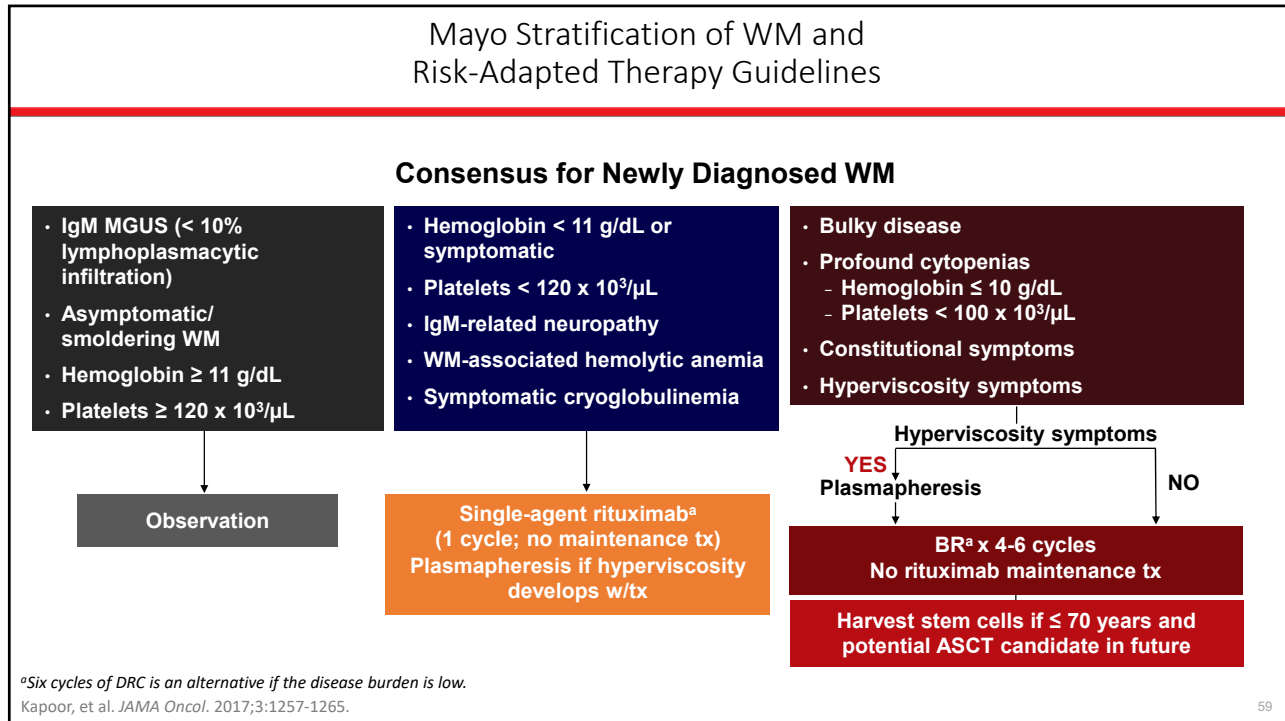 Mayo Stratification of WM and
Risk-Adapted Therapy Guidelines
Consensus for Newly Diagnosed WM
• IgM MGUS (< 10%
lymphoplasmacytic
infiltration)
• Asymptomatic/
smoldering WM
• Hemoglobin ≥ 11 g/dL
• Platelets ≥ 120 x 10³/µL
Observation
• Hemoglobin < 11 g/dL or
symptomatic
• Platelets < 120 x 10³/µL
• IgM-related neuropathy
• WM-associated hemolytic anemia
• Symptomatic cryoglobulinemia
Single-agent rituximabᵃ
(1 cycle; no maintenance tx)
Plasmapheresis if hyperviscosity
develops w/tx
• Bulky disease
• Profound cytopenias
- Hemoglobin ≤ 10 g/dL
- Platelets < 100 x 10³/µL
• Constitutional symptoms
• Hyperviscosity symptoms
Hyperviscosity symptoms
YES
Plasmapheresis
NO
BRᵃ x 4-6 cycles
No rituximab maintenance tx
Harvest stem cells if ≤ 70 years and
potential ASCT candidate in future
ᵃSix cycles of DRC is an alternative if the disease burden is low.
Kapoor, et al. JAMA Oncol. 2017;3:1257-1265.
59